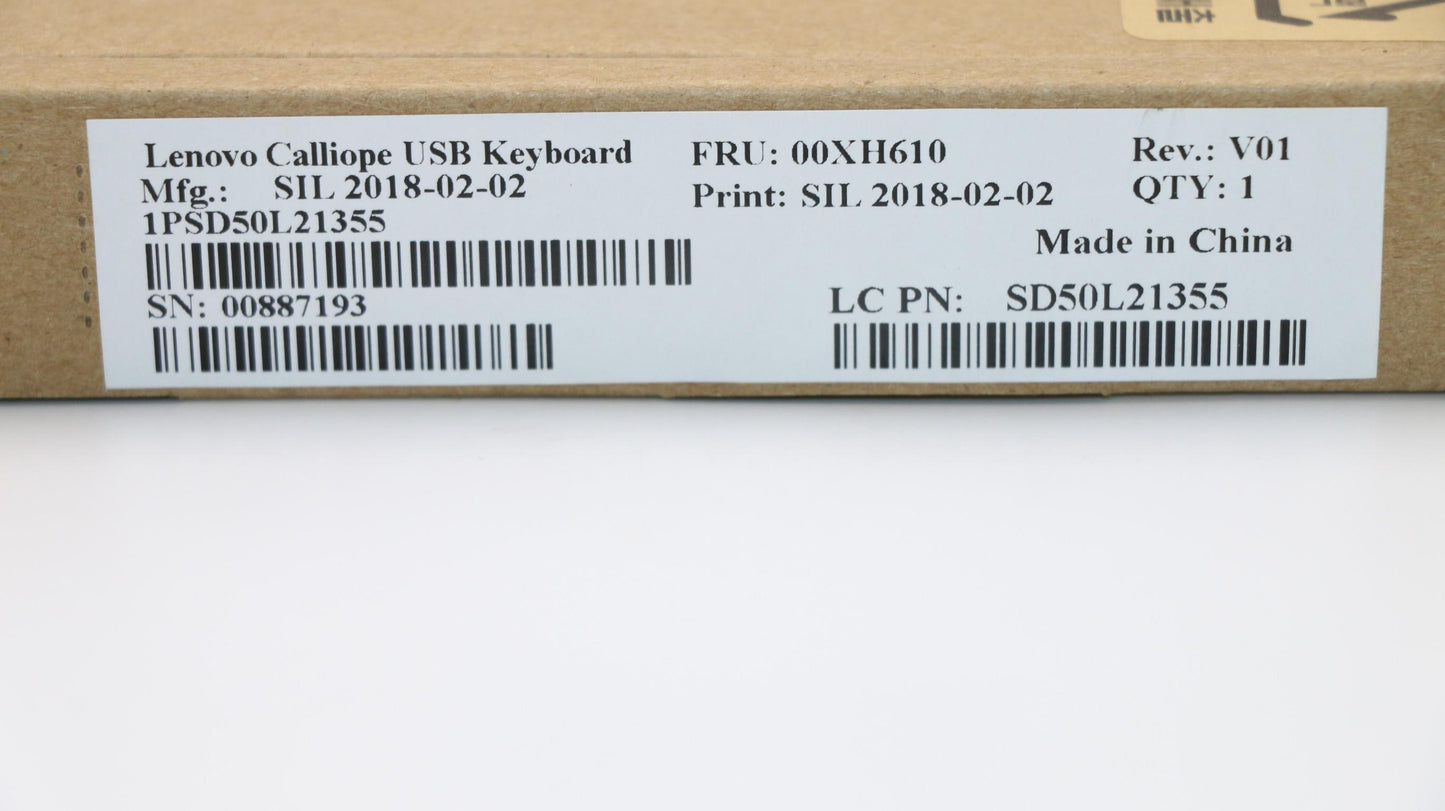 Lenovo Calliope USB Keyboard FRU: 00XH610 Rev.: V01
Mfg.: SIL 2018-02-02 Print: SIL 2018-02-02 QTY: 1
1PSD50L21355
Made in China
SN: 00887193 LC PN: SD50L21355